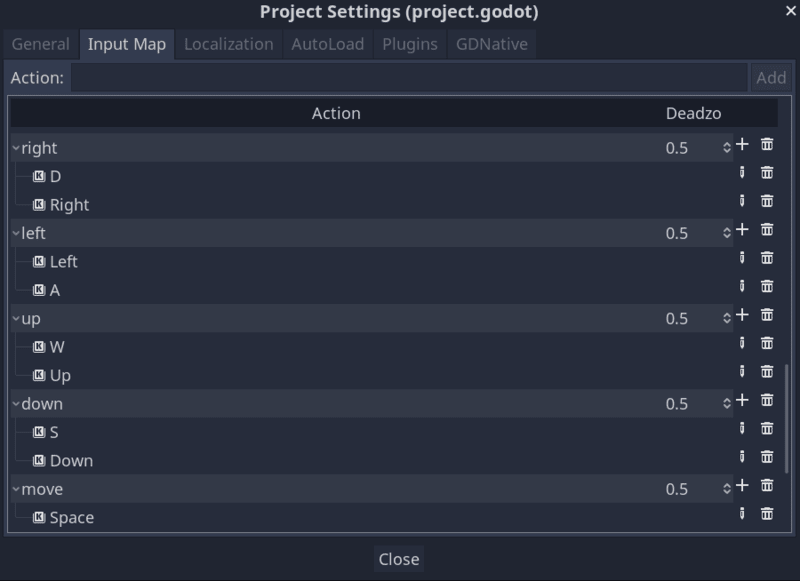 Project Settings (project.godot)
General Input Map Localization AutoLoad Plugins GDNative
Action: Add
Action Deadzo
right 0.5
D
Right
left 0.5
Left
A
up 0.5
W
Up
down 0.5
S
Down
move 0.5
Space
Close